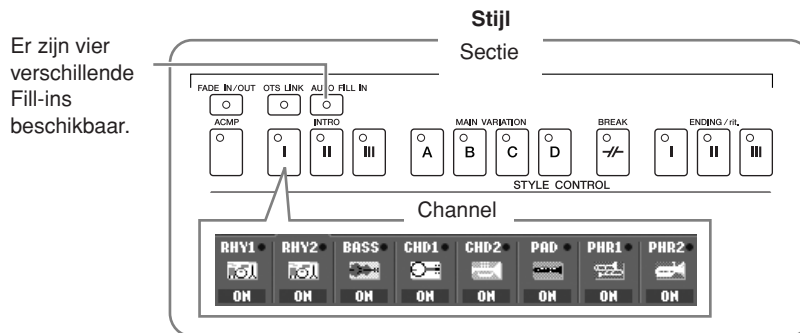 Stijl
Sectie
Er zijn vier
verschillende
Fill-ins
beschikbaar.
FADE IN/OUT OTS LINK AUTO FILL IN
ACMP INTRO MAIN VARIATION BREAK ENDING / rit.
I II III A B C D I II III
STYLE CONTROL
Channel
RHY1 RHY2 BASS CHD1 CHD2 PAD PHR1 PHR2
ON ON ON ON ON ON ON ON